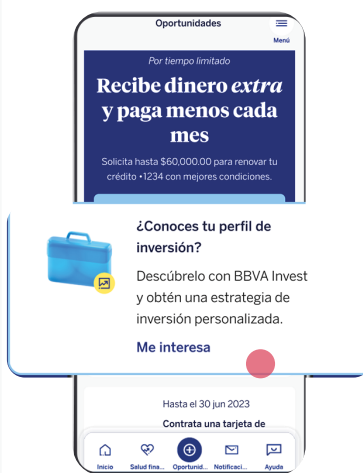 Oportunidades
Menú
Por tiempo limitado
Recibe dinero extra
y paga menos cada
mes
Solicita hasta $60,000.00 para renovar tu
crédito •1234 con mejores condiciones.
¿Conoces tu perfil de
inversión?
Descúbrelo con BBVA Invest
y obtén una estrategia de
inversión personalizada.
Me interesa
Hasta el 30 jun 2023
Contrata una tarjeta de
Inicio Salud fina... Oportunid... Notificaci... Ayuda